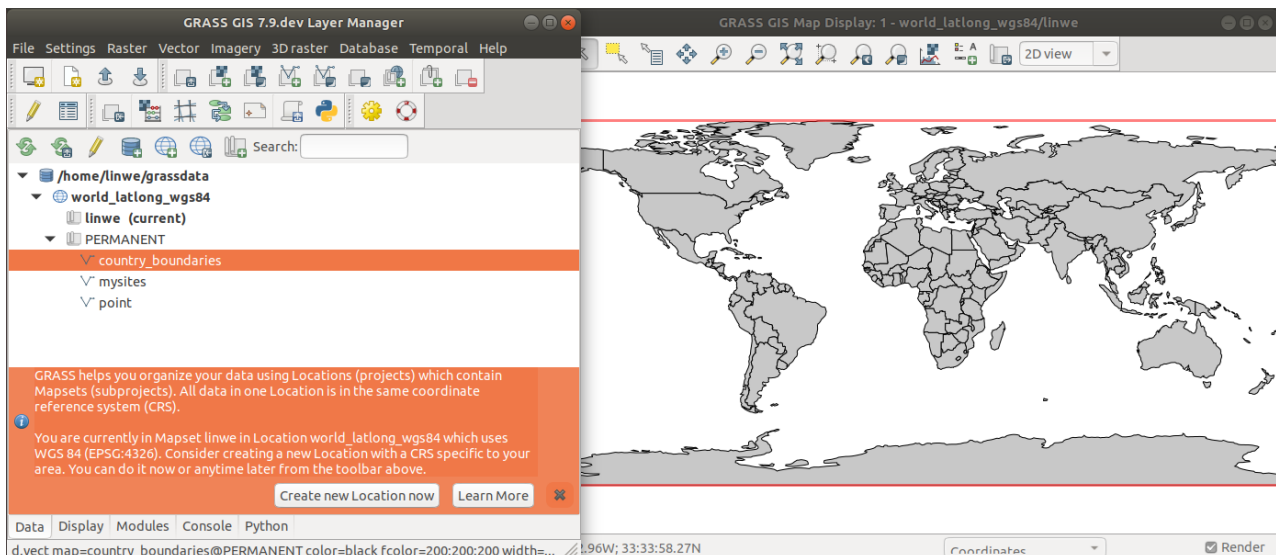 GRASS GIS 7.9.dev Layer Manager
File Settings Raster Vector Imagery 3D raster Database Temporal Help
Search:
/home/linwe/grassdata
world_latlong_wgs84
linwe (current)
PERMANENT
country_boundaries
mysites
point
GRASS helps you organize your data using Locations (projects) which contain
Mapsets (subprojects). All data in one Location is in the same coordinate
reference system (CRS).
You are currently in Mapset linwe in Location world_latlong_wgs84 which uses
WGS 84 (EPSG:4326). Consider creating a new Location with a CRS specific to your
area. You can do it now or anytime later from the toolbar above.
Create new Location now Learn More
Data Display Modules Console Python
d.vect map=country_boundaries@PERMANENT color=black fcolor=200:200:200 width=...
GRASS GIS Map Display: 1 - world_latlong_wgs84/linwe
2D view
2.96W; 33:33:58.27N
Coordinates
Render